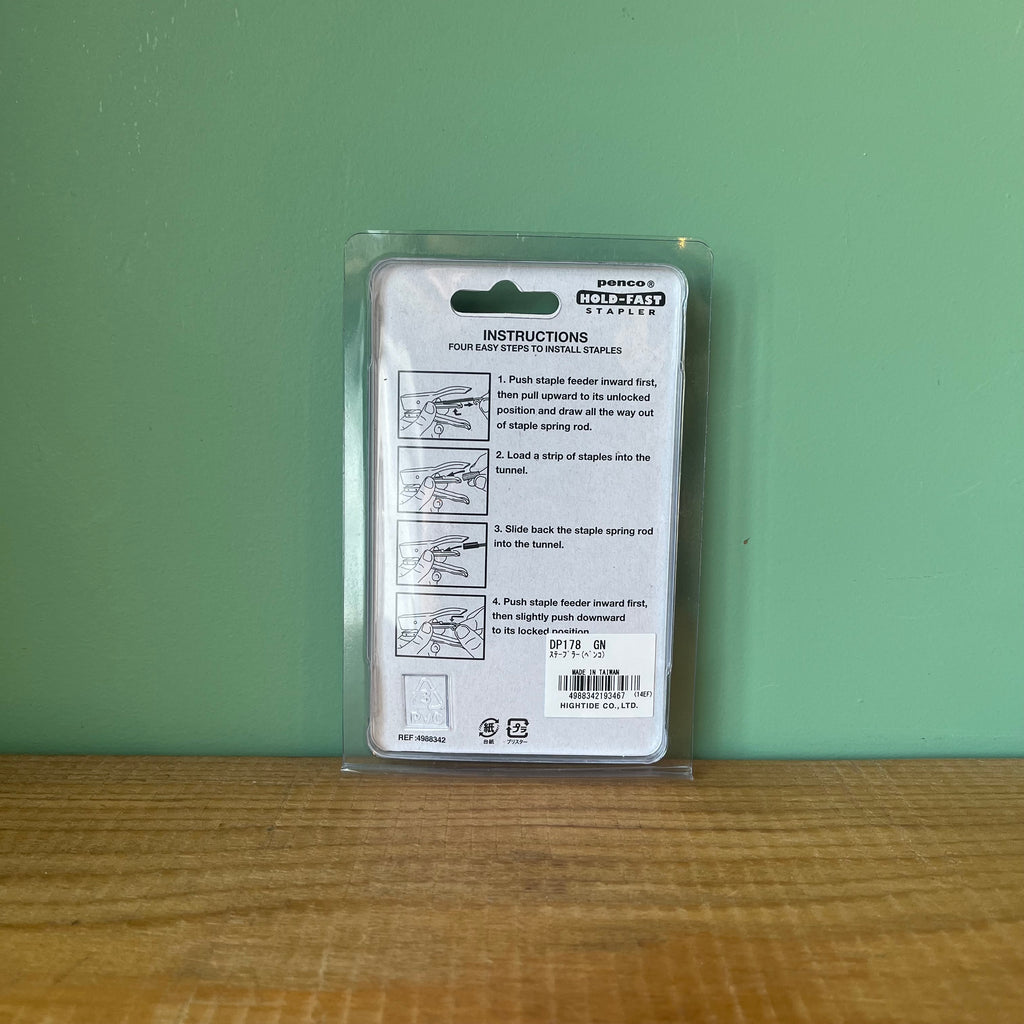 penco®
HOLD-FAST
STAPLER
INSTRUCTIONS
FOUR EASY STEPS TO INSTALL STAPLES
1. Push staple feeder inward first,
then pull upward to its unlocked
position and draw all the way out
of staple spring rod.
2. Load a strip of staples into the
tunnel.
3. Slide back the staple spring rod
into the tunnel.
4. Push staple feeder inward first,
then slightly push downward
to its locked position.
DP178 GN
ステープラー(ペンコ)
MADE IN TAIWAN
4988342193467 (14EF)
HIGHTIDE CO., LTD.
3
PVC
REF:4988342
紙 プラ
台紙 ブリスター